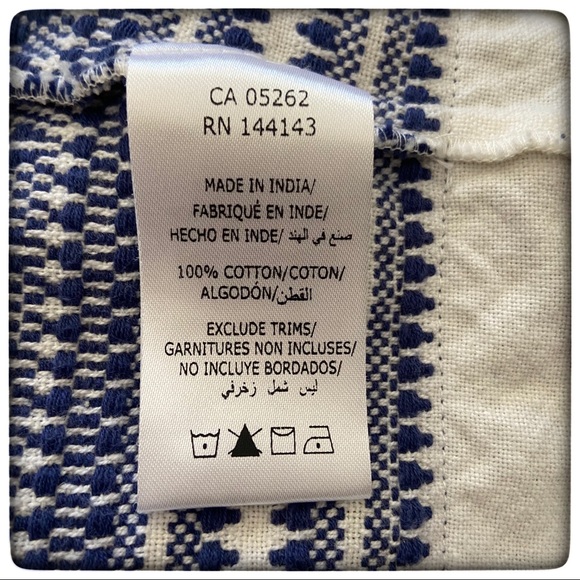 CA 05262
RN 144143
MADE IN INDIA/
FABRIQUÉ EN INDE/
HECHO EN INDE/ صنع في الهند
100% COTTON/COTON/
ALGODÓN/القطن
EXCLUDE TRIMS/
GARNITURES NON INCLUSES/
NO INCLUYE BORDADOS/
ليس شمل زخرفي